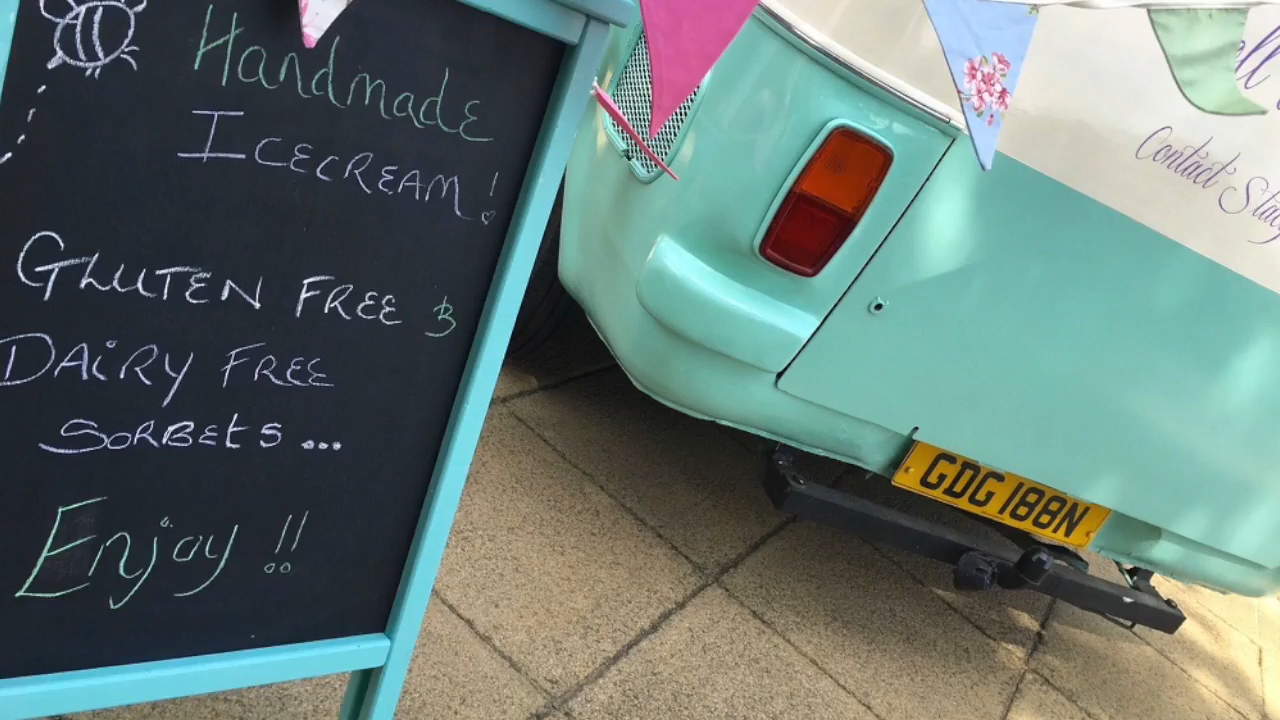 Handmade
ICECREAM!
GLUTEN FREE &
DAiRY FREE
SORBETS...
Enjoy!!
Contact Stacy
GDG 188N